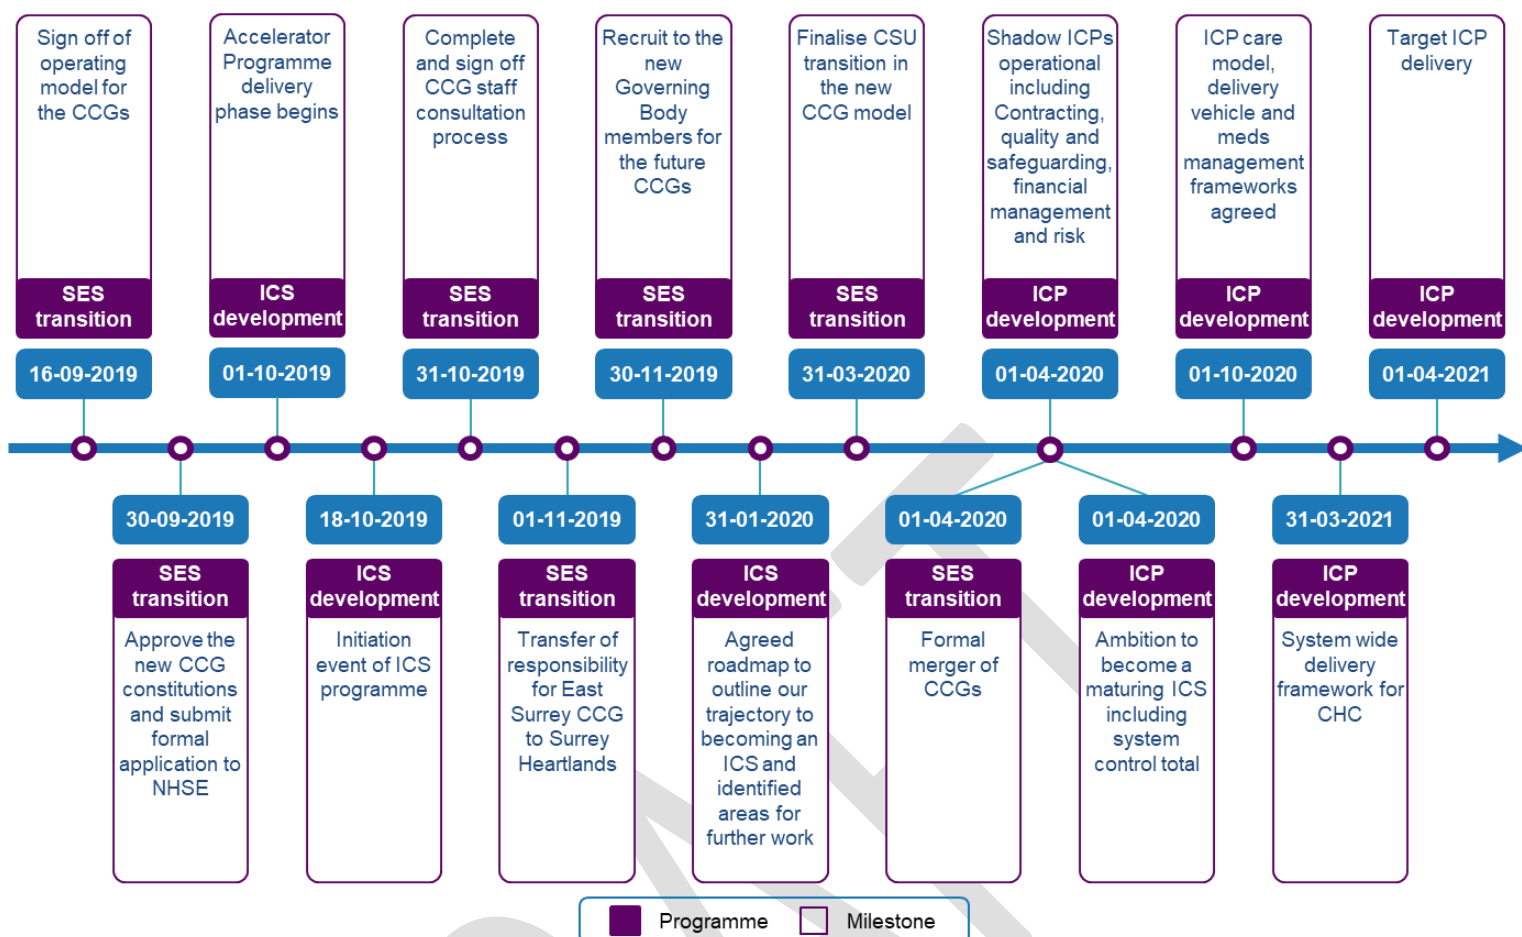 Sign off of
operating
model for
the CCGs
SES
transition
16-09-2019
Accelerator
Programme
delivery
phase begins
ICS
development
01-10-2019
Complete
and sign off
CCG staff
consultation
process
SES
transition
31-10-2019
Recruit to the
new
Governing
Body
members for
the future
CCGs
SES
transition
30-11-2019
Finalise CSU
transition in
the new
CCG model
SES
transition
31-03-2020
Shadow ICPs
operational
including
Contracting,
quality and
safeguarding,
financial
management
and risk
ICP
development
01-04-2020
ICP care
model,
delivery
vehicle and
meds
management
frameworks
agreed
ICP
development
01-10-2020
Target ICP
delivery
ICP
development
01-04-2021
30-09-2019
SES
transition
Approve the
new CCG
constitutions
and submit
formal
application to
NHSE
18-10-2019
ICS
development
Initiation
event of ICS
programme
01-11-2019
SES
transition
Transfer of
responsibility
for East
Surrey CCG
to Surrey
Heartlands
31-01-2020
ICS
development
Agreed
roadmap to
outline our
trajectory to
becoming an
ICS and
identified
areas for
further work
01-04-2020
SES
transition
Formal
merger of
CCGs
01-04-2020
ICP
development
Ambition to
become a
maturing ICS
including
system
control total
31-03-2021
ICP
development
System wide
delivery
framework for
CHC
Programme
Milestone